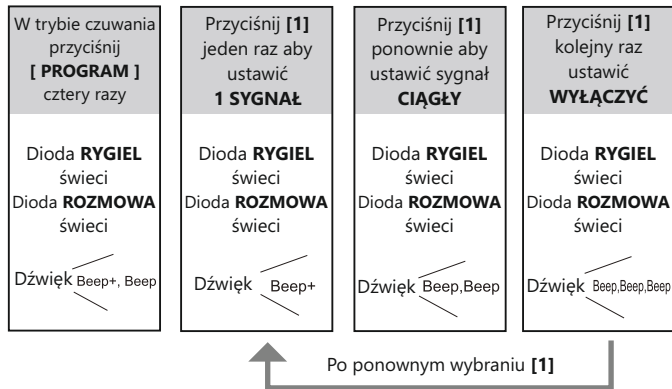 W trybie czuwania
przyciśnij
[ PROGRAM ]
cztery razy
Dioda RYGIEL
świeci
Dioda ROZMOWA
świeci
Dźwięk Beep+, Beep
Przyciśnij [1]
jeden raz aby
ustawić
1 SYGNAŁ
Dioda RYGIEL
świeci
Dioda ROZMOWA
świeci
Dźwięk Beep+
Przyciśnij [1]
ponownie aby
ustawić sygnał
CIĄGŁY
Dioda RYGIEL
świeci
Dioda ROZMOWA
świeci
Dźwięk Beep,Beep
Przyciśnij [1]
kolejny raz
ustawić
WYŁĄCZYĆ
Dioda RYGIEL
świeci
Dioda ROZMOWA
świeci
Dźwięk Beep,Beep,Beep
Po ponownym wybraniu [1]